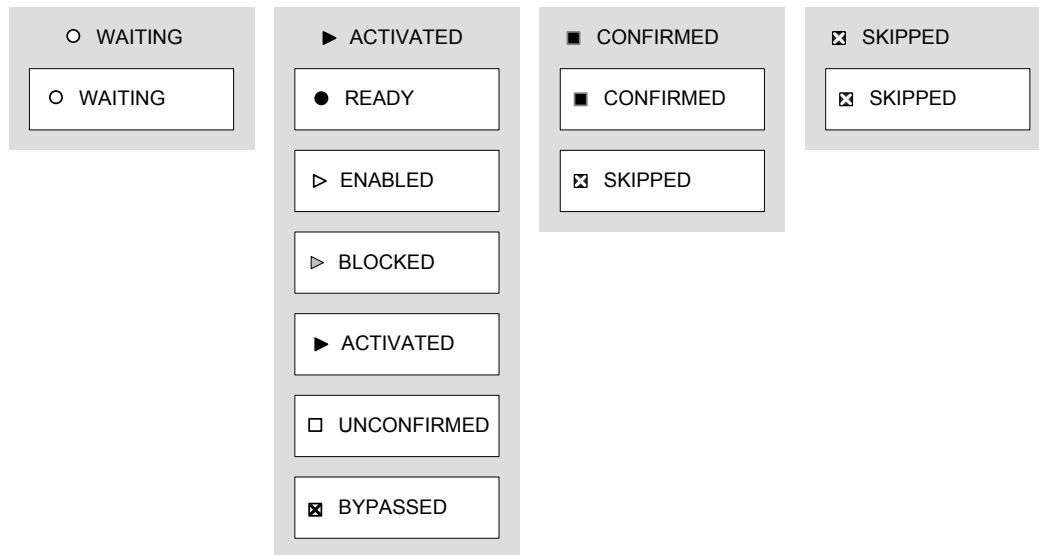 WAITING
WAITING
ACTIVATED
READY
ENABLED
BLOCKED
ACTIVATED
UNCONFIRMED
BYPASSED
CONFIRMED
CONFIRMED
SKIPPED
SKIPPED
SKIPPED